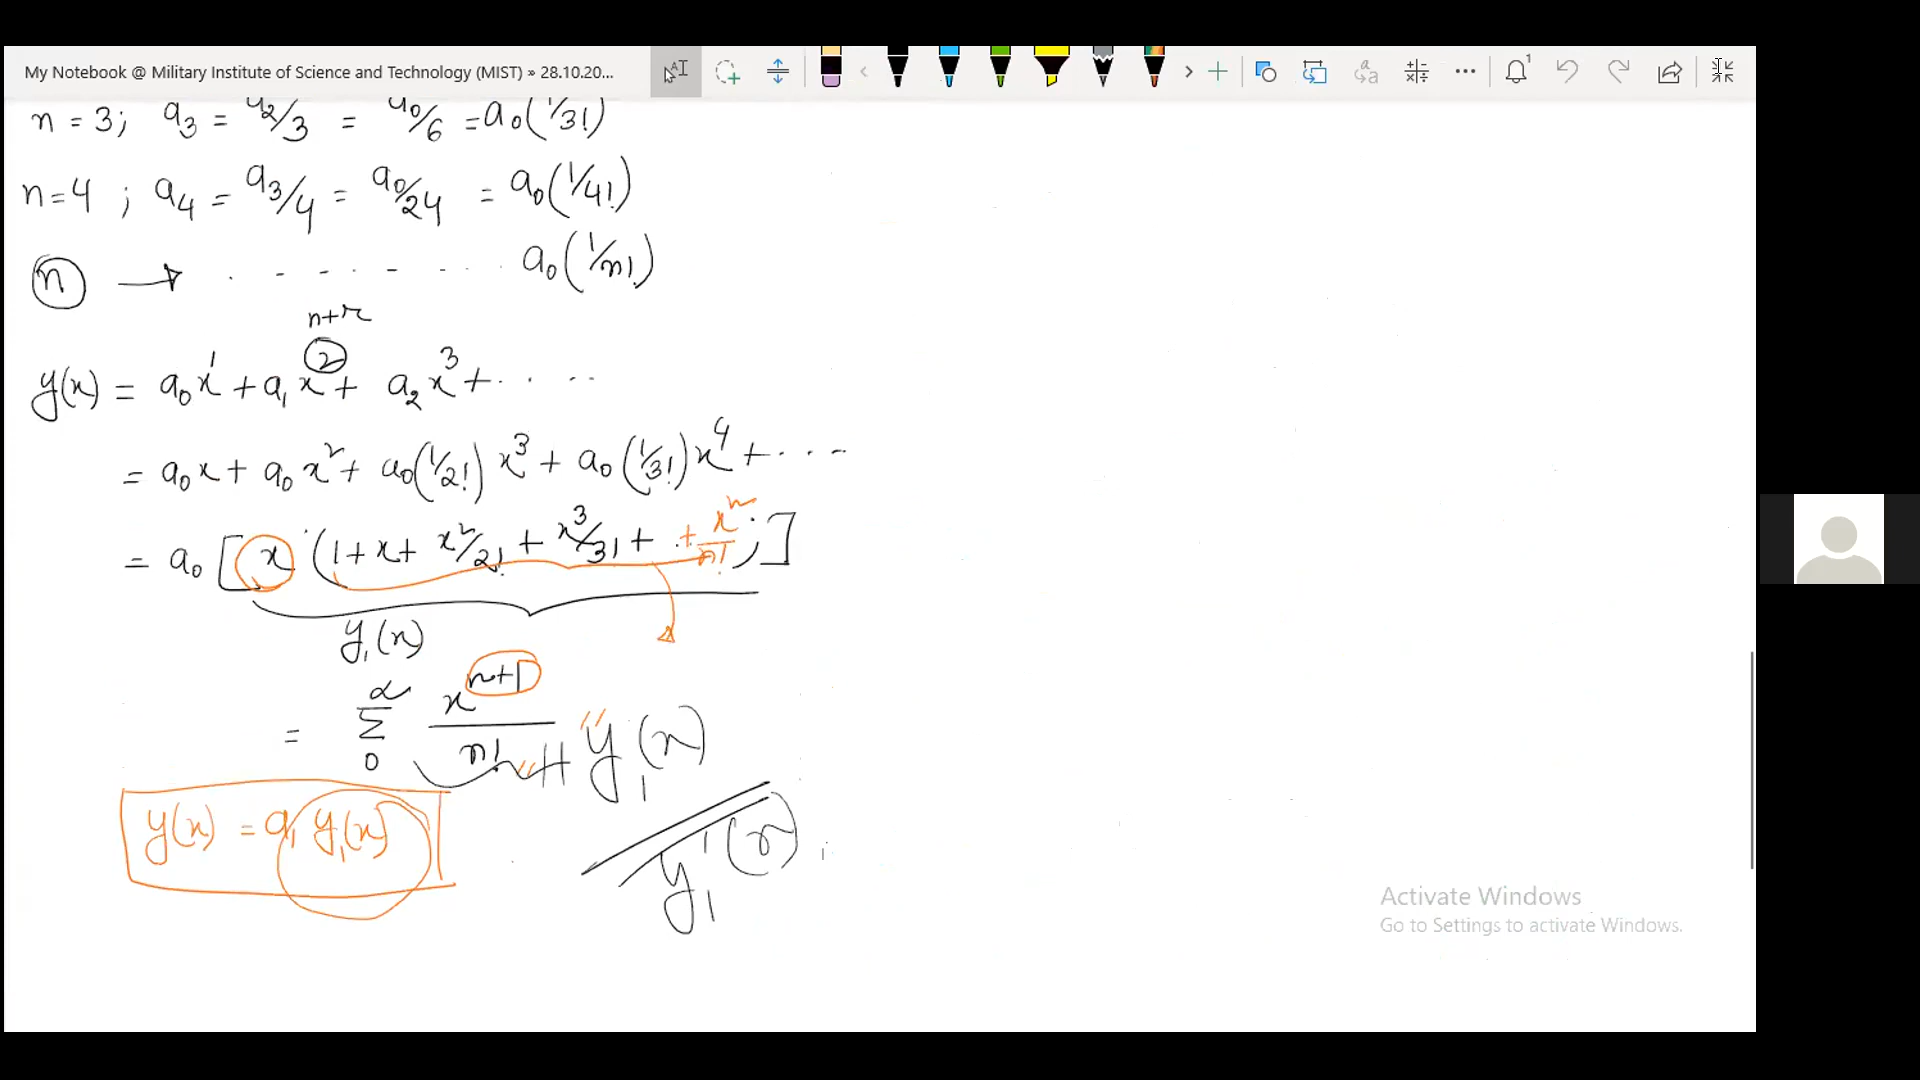 My Notebook @ Military Institute of Science and Technology (MIST) » 28.10.20...
n = 3; a₃ = a₂/3 = a₀/6 = a₀(1/3!)
n=4 ; a₄ = a₃/4 = a₀/24 = a₀(1/4!)
n → . - - . - . . . a₀(1/n!)
n+r
y(x) = a₀x¹ + a₁x² + a₂x³ + . . . .
= a₀x + a₀x² + a₀(1/2!)x³ + a₀(1/3!)x⁴ + . . . -
= a₀[x(1 + x + x²/2! + x³/3! + . + xⁿ/n!)]
y₁(x)
= Σ₀^α xⁿ⁺¹/n! y₁(x)
y(x) = a₁ y₁(x)
y₁'(x)
Activate Windows
Go to Settings to activate Windows.